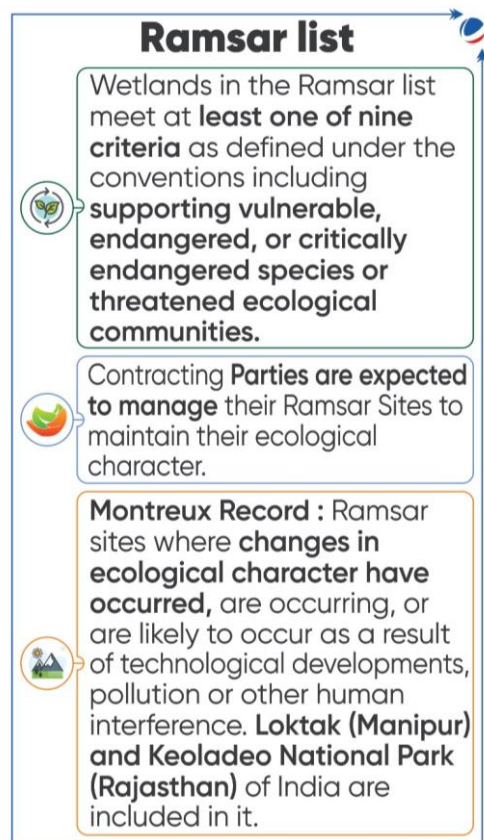 Ramsar list
Wetlands in the Ramsar list
meet at least one of nine
criteria as defined under the
conventions including
supporting vulnerable,
endangered, or critically
endangered species or
threatened ecological
communities.
Contracting Parties are expected
to manage their Ramsar Sites to
maintain their ecological
character.
Montreux Record : Ramsar
sites where changes in
ecological character have
occurred, are occurring, or
are likely to occur as a result
of technological developments,
pollution or other human
interference. Loktak (Manipur)
and Keoladeo National Park
(Rajasthan) of India are
included in it.